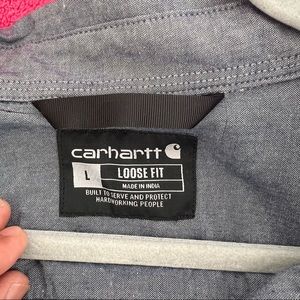 carhartt
L LOOSE FIT
MADE IN INDIA
BUILT TO SERVE AND PROTECT
HARDWORKING PEOPLE